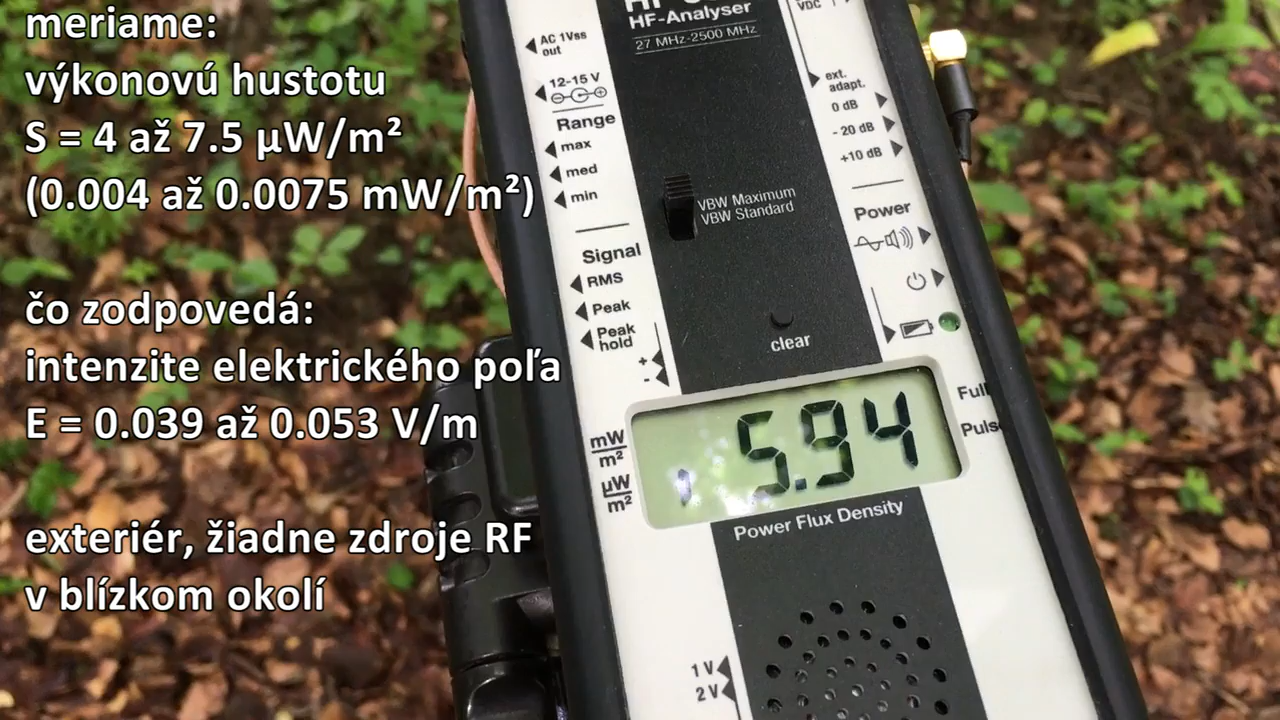 meriame:
výkonovú hustotu
S = 4 až 7.5 µW/m²
(0.004 až 0.0075 mW/m²)
čo zodpovedá:
intenzite elektrického poľa
E = 0.039 až 0.053 V/m
exteriér, žiadne zdroje RF
v blízkom okolí
HF-Analyser
27 MHz-2500 MHz
AC 1Vss
out
12-15 V
Range
max
med
min
Signal
RMS
Peak
Peak
hold
+
-
VBW Maximum
VBW Standard
clear
VDC
ext.
adapt.
0 dB
- 20 dB
+10 dB
Power
Full
mW/m²
µW/m²
5.94
Power Flux Density
1 V
2 V